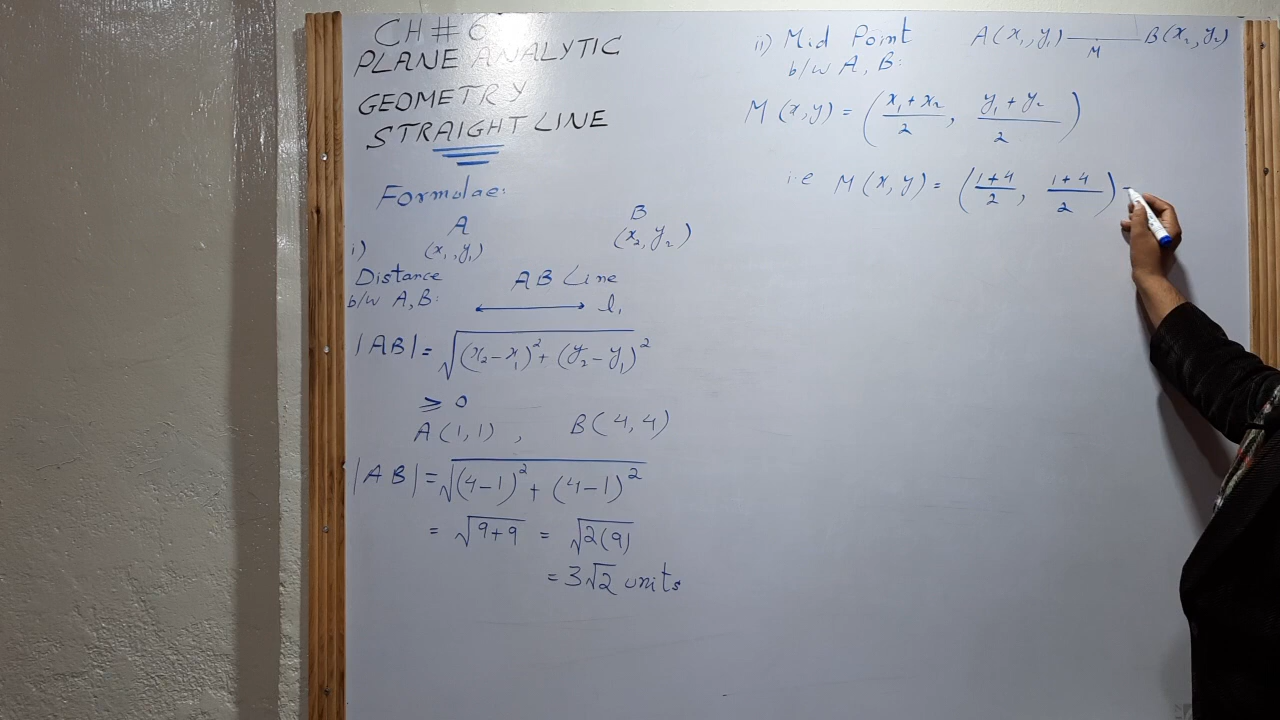 CH # 6
PLANE ANALYTIC
GEOMETRY
STRAIGHT LINE
Formulae:
A B
i) (x₁, y₁) (x₂, y₂)
Distance AB Line
b/w A, B: l₁
|AB| = √((x₂ – x₁)² + (y₂ – y₁)²)
≥ 0
A(1,1) , B(4,4)
|AB| = √((4–1)² + (4–1)²)
= √(9+9) = √(2(9))
= 3√2 units
ii) Mid Point A(x₁, y₁) B(x₂, y₂)
b/w A, B: M
M(x,y) = ((x₁ + x₂)/2, (y₁ + y₂)/2)
i.e M(x,y) = ((1+4)/2, (1+4)/2) =